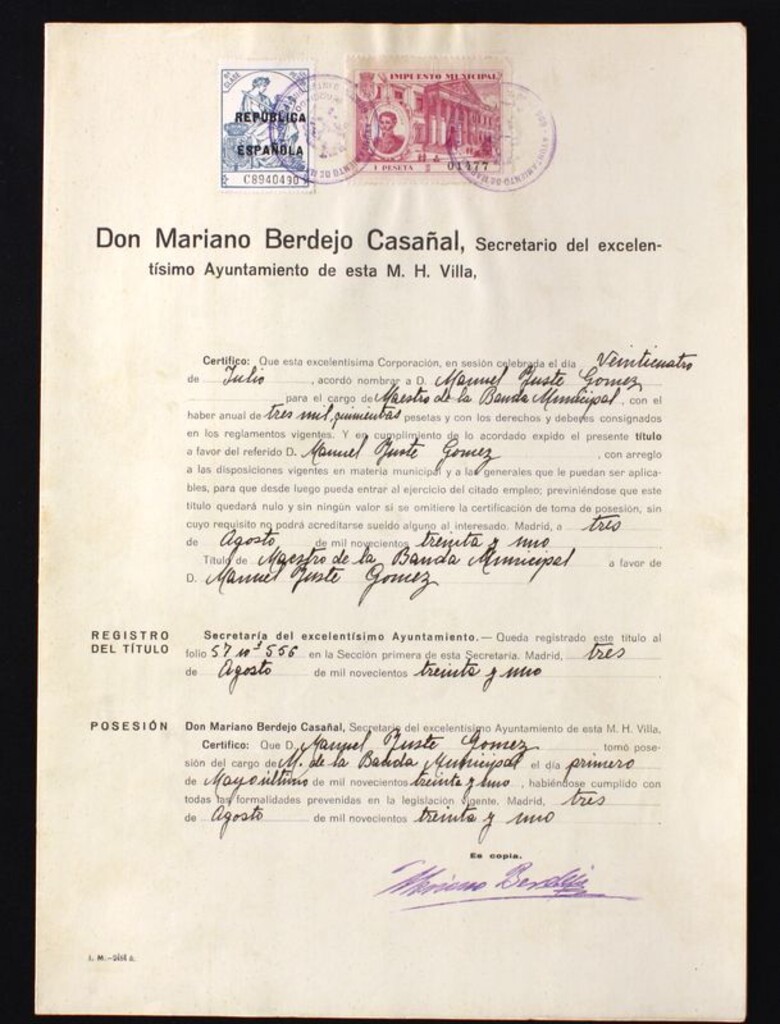 REPÚBLICA
ESPAÑOLA
C8940490
IMPUESTO MUNICIPAL
1 PESETA 01477
Don Mariano Berdejo Casañal, Secretario del excelen-
tísimo Ayuntamiento de esta M. H. Villa,
Certifico: Que esta excelentísima Corporación, en sesión celebrada el día Veinticuatro
de Julio, acordó nombrar a D. Manuel Yuste Gomez
para el cargo de Maestro de la Banda Municipal, con el
haber anual de tres mil quinientas pesetas y con los derechos y deberes consignados
en los reglamentos vigentes. Y en cumplimiento de lo acordado expido el presente título
a favor del referido D. Manuel Yuste Gomez, con arreglo
a las disposiciones vigentes en materia municipal y a las generales que le puedan ser aplica-
bles, para que desde luego pueda entrar al ejercicio del citado empleo; previniéndose que este
título quedará nulo y sin ningún valor si se omitiere la certificación de toma de posesión, sin
cuyo requisito no podrá acreditarse sueldo alguno al interesado. Madrid, a tres
de Agosto de mil novecientos treinta y uno
Título de Maestro de la Banda Municipal a favor de
D. Manuel Yuste Gomez
REGISTRO
DEL TÍTULO
Secretaría del excelentísimo Ayuntamiento.— Queda registrado este título al
folio 57 nº 556 en la Sección primera de esta Secretaría. Madrid, tres
de Agosto de mil novecientos treinta y uno
POSESIÓN
Don Mariano Berdejo Casañal, Secretario del excelentísimo Ayuntamiento de esta M. H. Villa,
Certifico: Que D. Manuel Yuste Gómez tomó pose-
sión del cargo de M. de la Banda Municipal el día primero
de Mayo último de mil novecientos treinta y uno, habiéndose cumplido con
todas las formalidades prevenidas en la legislación vigente. Madrid, tres
de Agosto de mil novecientos treinta y uno
Es copia.
Mariano Berdejo